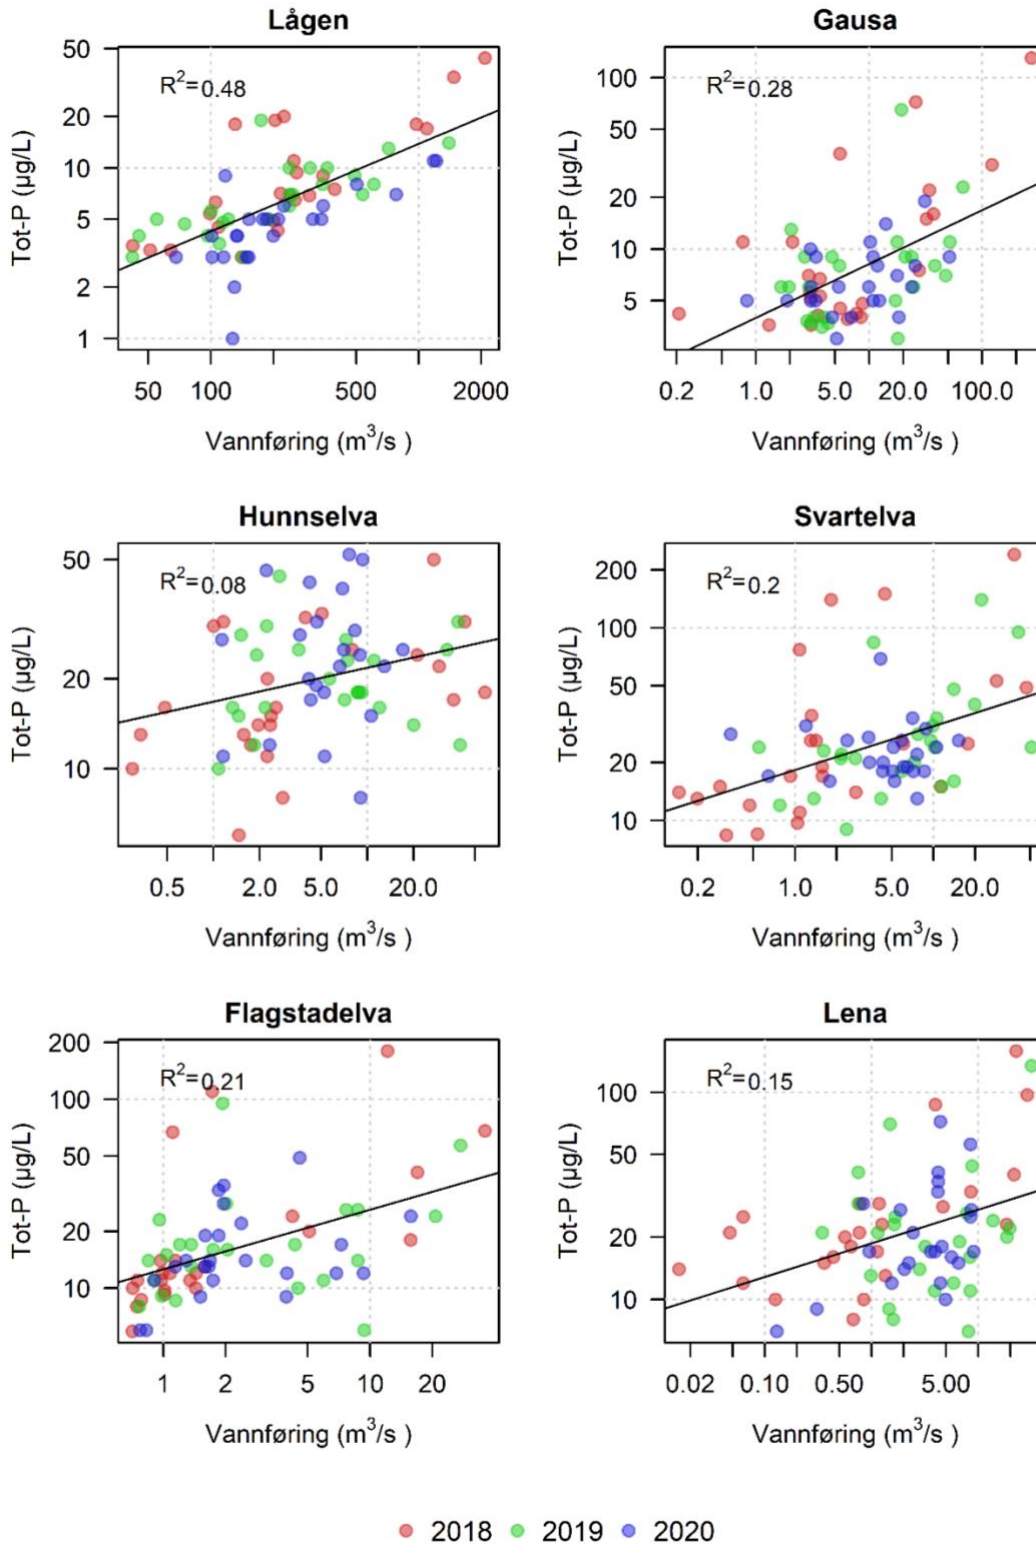 Lågen
R²=0.48
Tot-P (µg/L)
50
20
10
5
2
1
50 100 500 2000
Vannføring (m³/s )
Gausa
R²=0.28
Tot-P (µg/L)
100
50
20
10
5
0.2 1.0 5.0 20.0 100.0
Vannføring (m³/s )
Hunnselva
R²=0.08
Tot-P (µg/L)
50
20
10
0.5 2.0 5.0 20.0
Vannføring (m³/s )
Svartelva
R²=0.2
Tot-P (µg/L)
200
100
50
20
10
0.2 1.0 5.0 20.0
Vannføring (m³/s )
Flagstadelva
R²=0.21
Tot-P (µg/L)
200
100
50
20
10
1 2 5 10 20
Vannføring (m³/s )
Lena
R²=0.15
Tot-P (µg/L)
100
50
20
10
0.02 0.10 0.50 5.00
Vannføring (m³/s )
2018 2019 2020